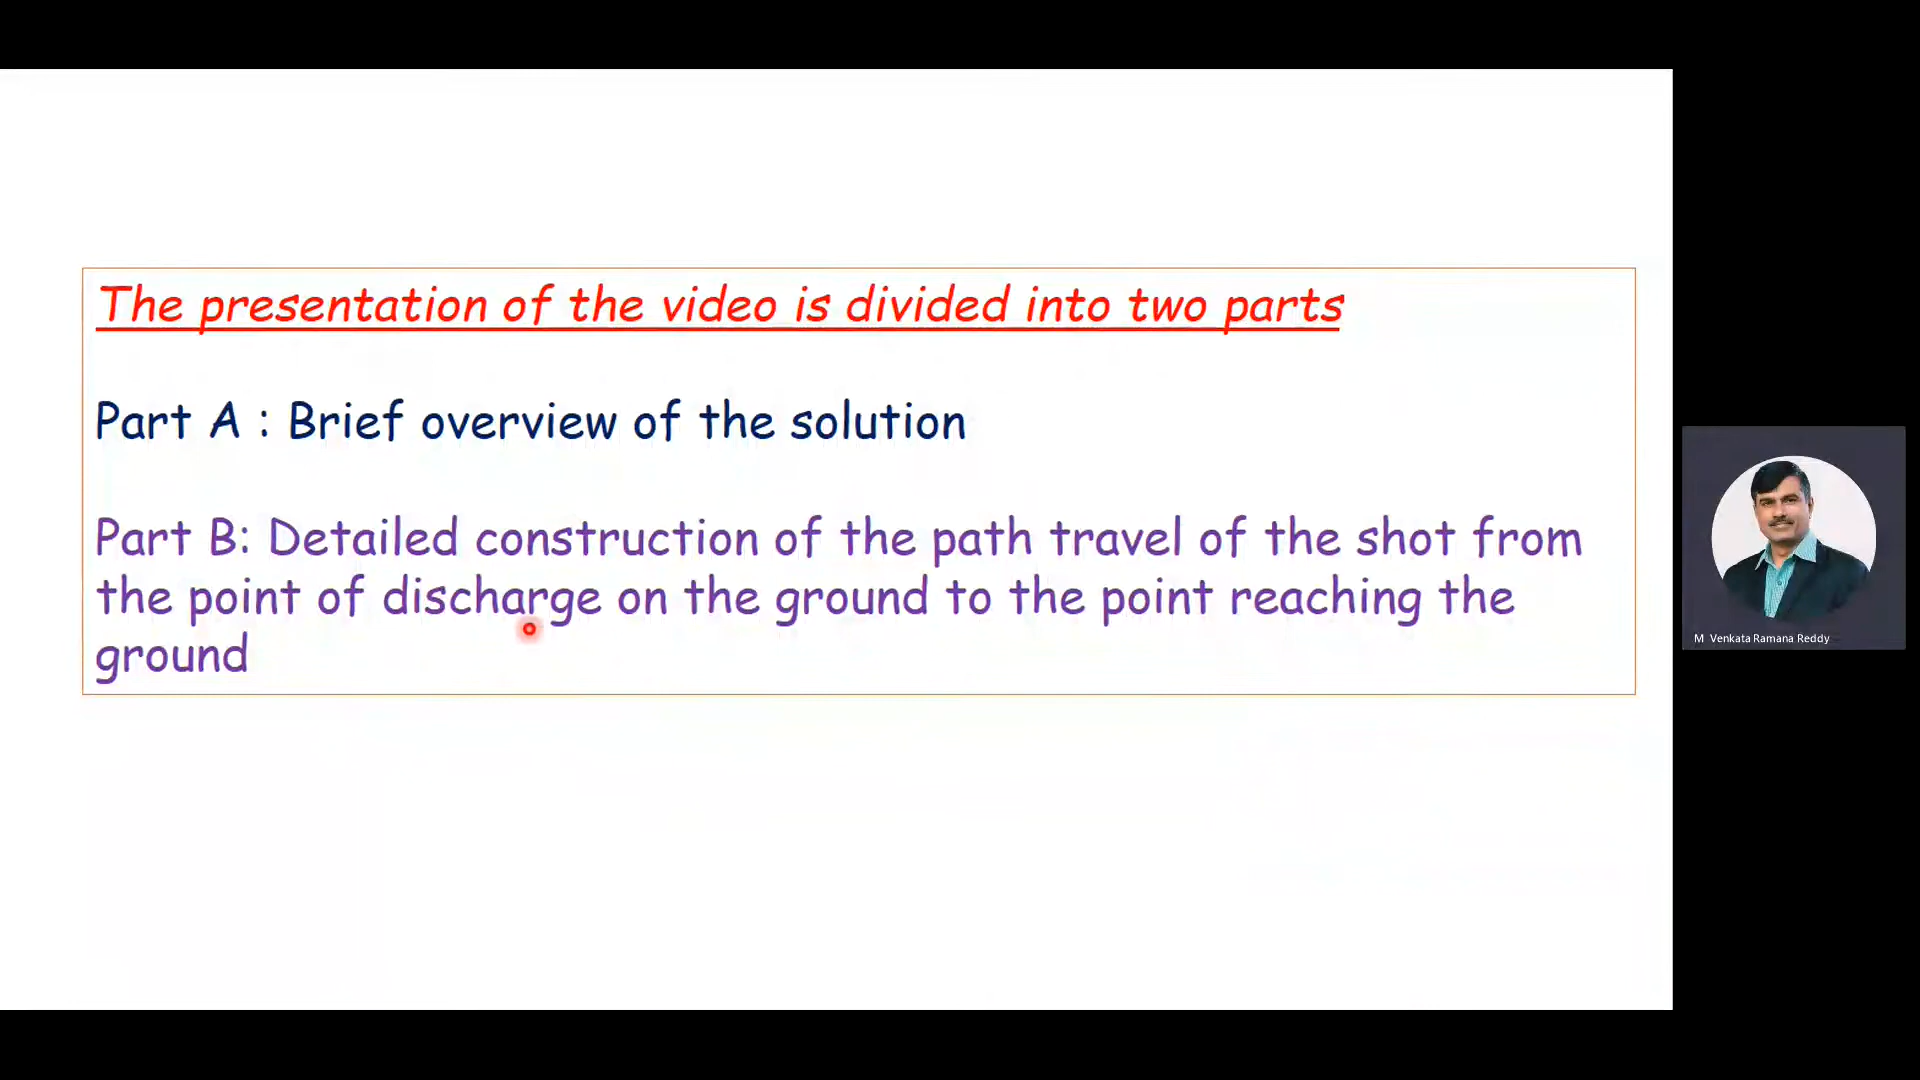 The presentation of the video is divided into two parts
Part A : Brief overview of the solution
Part B: Detailed construction of the path travel of the shot from
the point of discharge on the ground to the point reaching the
ground
M Venkata Ramana Reddy